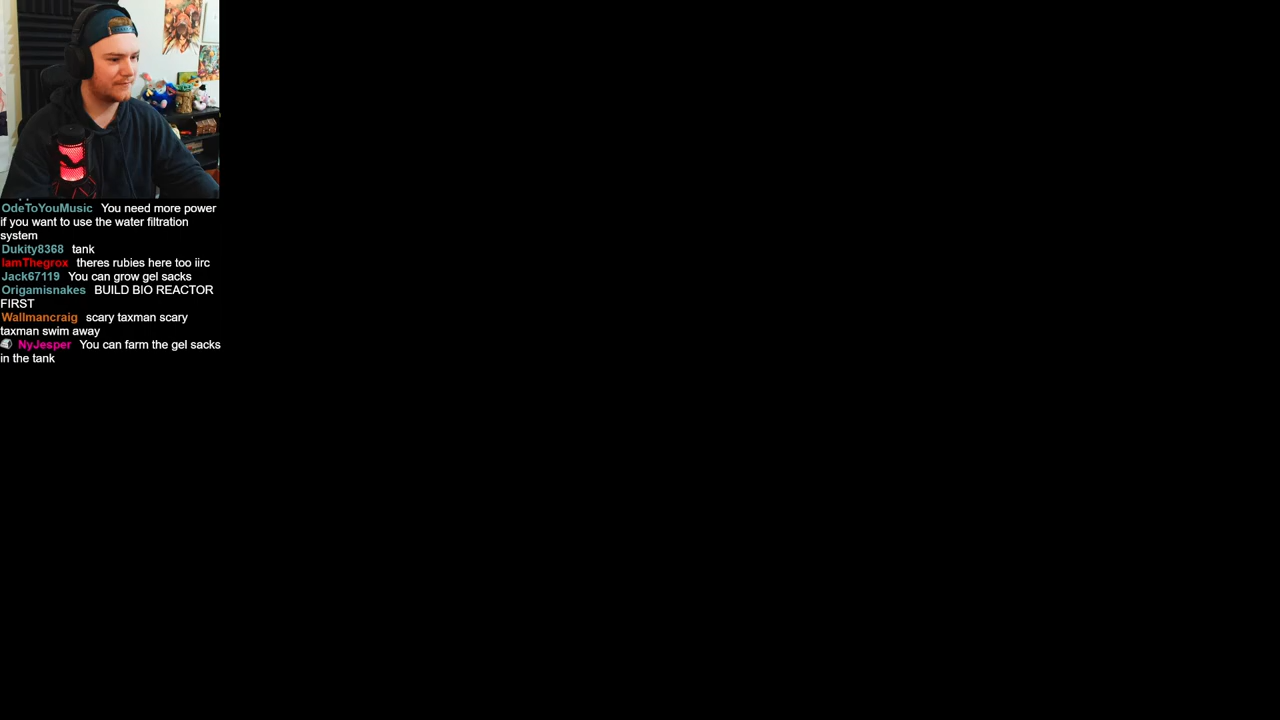 OdeToYouMusic You need more power
if you want to use the water filtration
system
Dukity8368 tank
IamThegrox theres rubies here too iirc
Jack67119 You can grow gel sacks
Origamisnakes BUILD BIO REACTOR
FIRST
Wallmancraig scary taxman scary
taxman swim away
NyJesper You can farm the gel sacks
in the tank